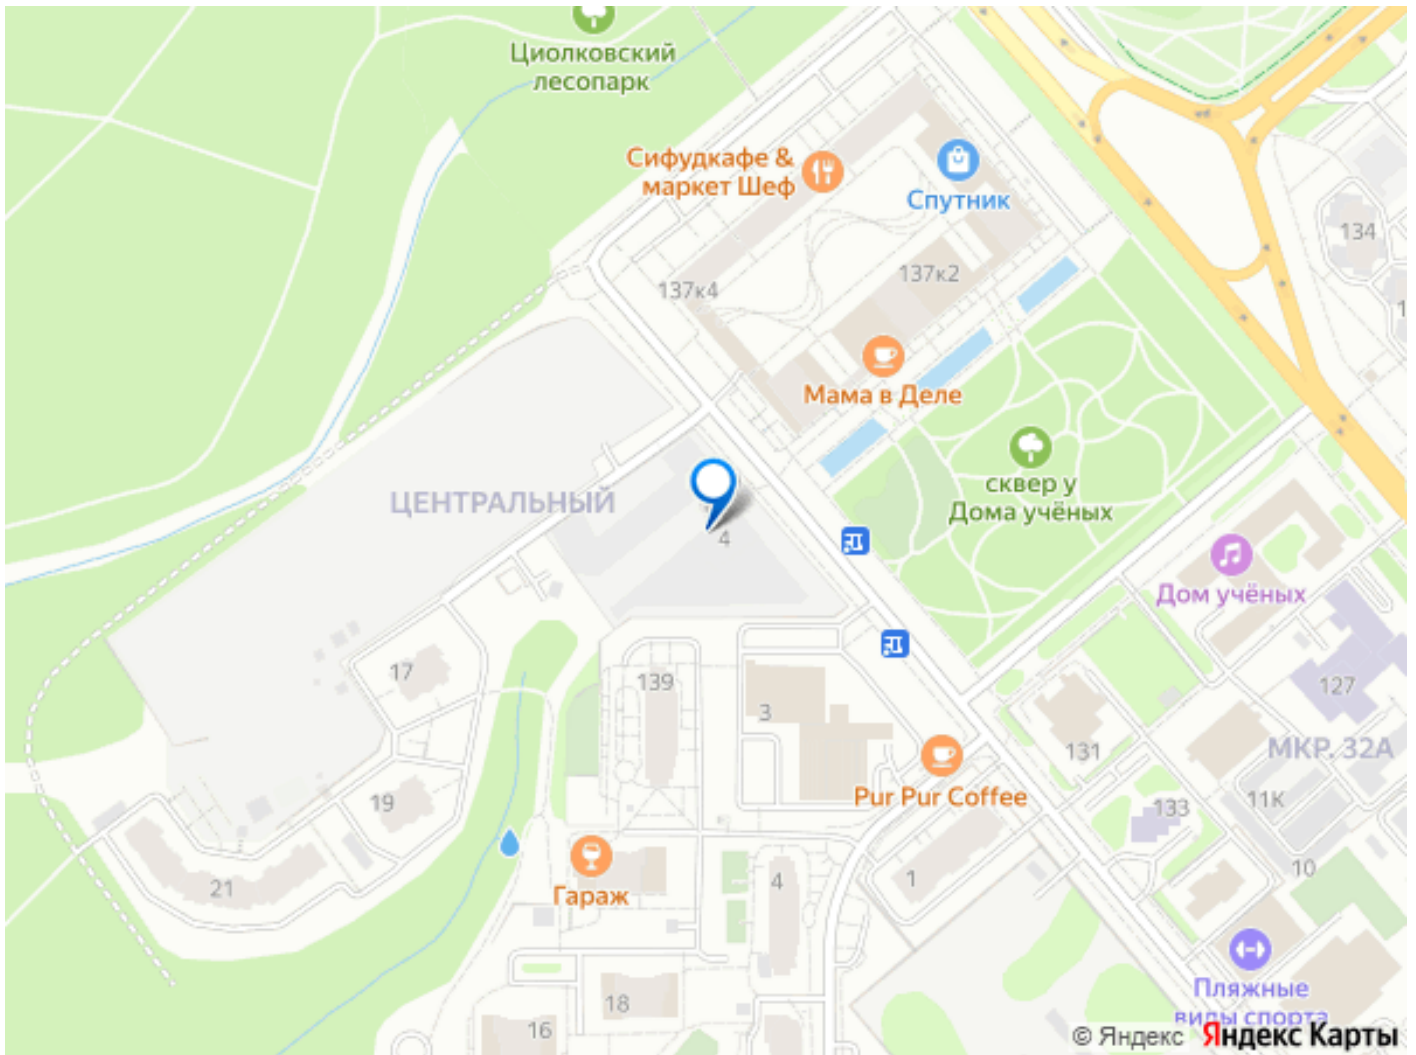 Циолковский
лесопарк
Сифудкафе &
маркет Шеф
Спутник
134
137к4
137к2
Мама в Деле
ЦЕНТРАЛЬНЫЙ
4
сквер у
Дома учёных
Дом учёных
17
139
3
127
131
МКР. 32А
19
Pur Pur Coffee
133
11К
21
Гараж
4
1
10
18
16
Пляжные
виды спорта
© Яндекс Яндекс Карты